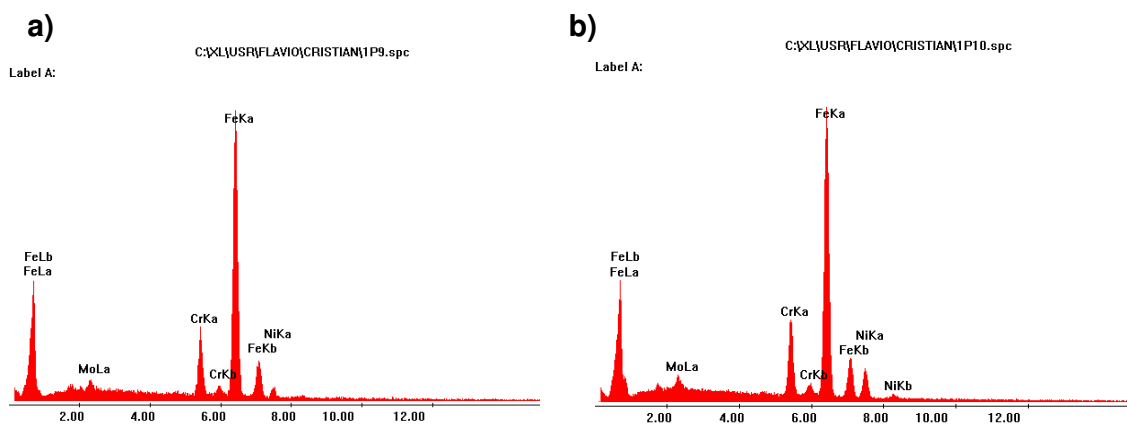 a)
C:\XL\USR\FLAVIO\CRISTIAN\1P9.spc
Label A:
FeKa
FeLb
FeLa
CrKa
NiKa
FeKb
MoLa
CrKb
2.00 4.00 6.00 8.00 10.00 12.00
b)
C:\XL\USR\FLAVIO\CRISTIAN\1P10.spc
Label A:
FeKa
FeLb
FeLa
CrKa
NiKa
FeKb
MoLa
CrKb
NiKb
2.00 4.00 6.00 8.00 10.00 12.00